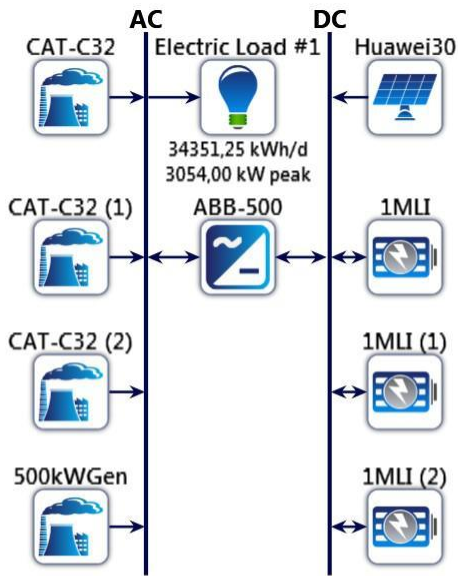 AC DC
CAT-C32 Electric Load #1 Huawei30
34351,25 kWh/d
3054,00 kW peak
CAT-C32 (1) ABB-500 1MLI
CAT-C32 (2) 1MLI (1)
500kWGen 1MLI (2)